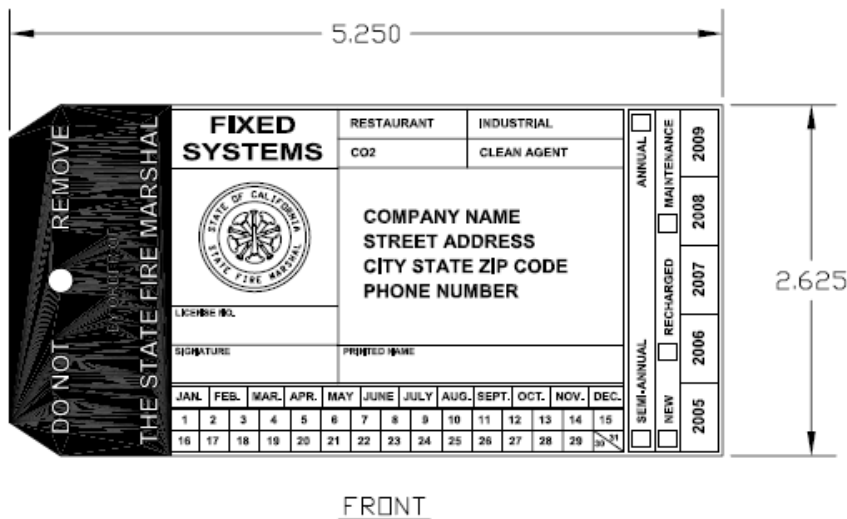 5.250
DO NOT REMOVE
BY ORDER OF
THE STATE FIRE MARSHAL
FIXED
SYSTEMS
RESTAURANT
INDUSTRIAL
CO2
CLEAN AGENT
STATE OF CALIFORNIA
STATE FIRE MARSHAL
COMPANY NAME
STREET ADDRESS
CITY STATE ZIP CODE
PHONE NUMBER
LICENSE NO.
SIGNATURE
PRINTED NAME
JAN. FEB. MAR. APR. MAY JUNE JULY AUG. SEPT. OCT. NOV. DEC.
1 2 3 4 5 6 7 8 9 10 11 12 13 14 15
16 17 18 19 20 21 22 23 24 25 26 27 28 29 30 31
SEMI-ANNUAL ANNUAL
NEW RECHARGED MAINTENANCE
2005 2006 2007 2008 2009
2.625
FRONT